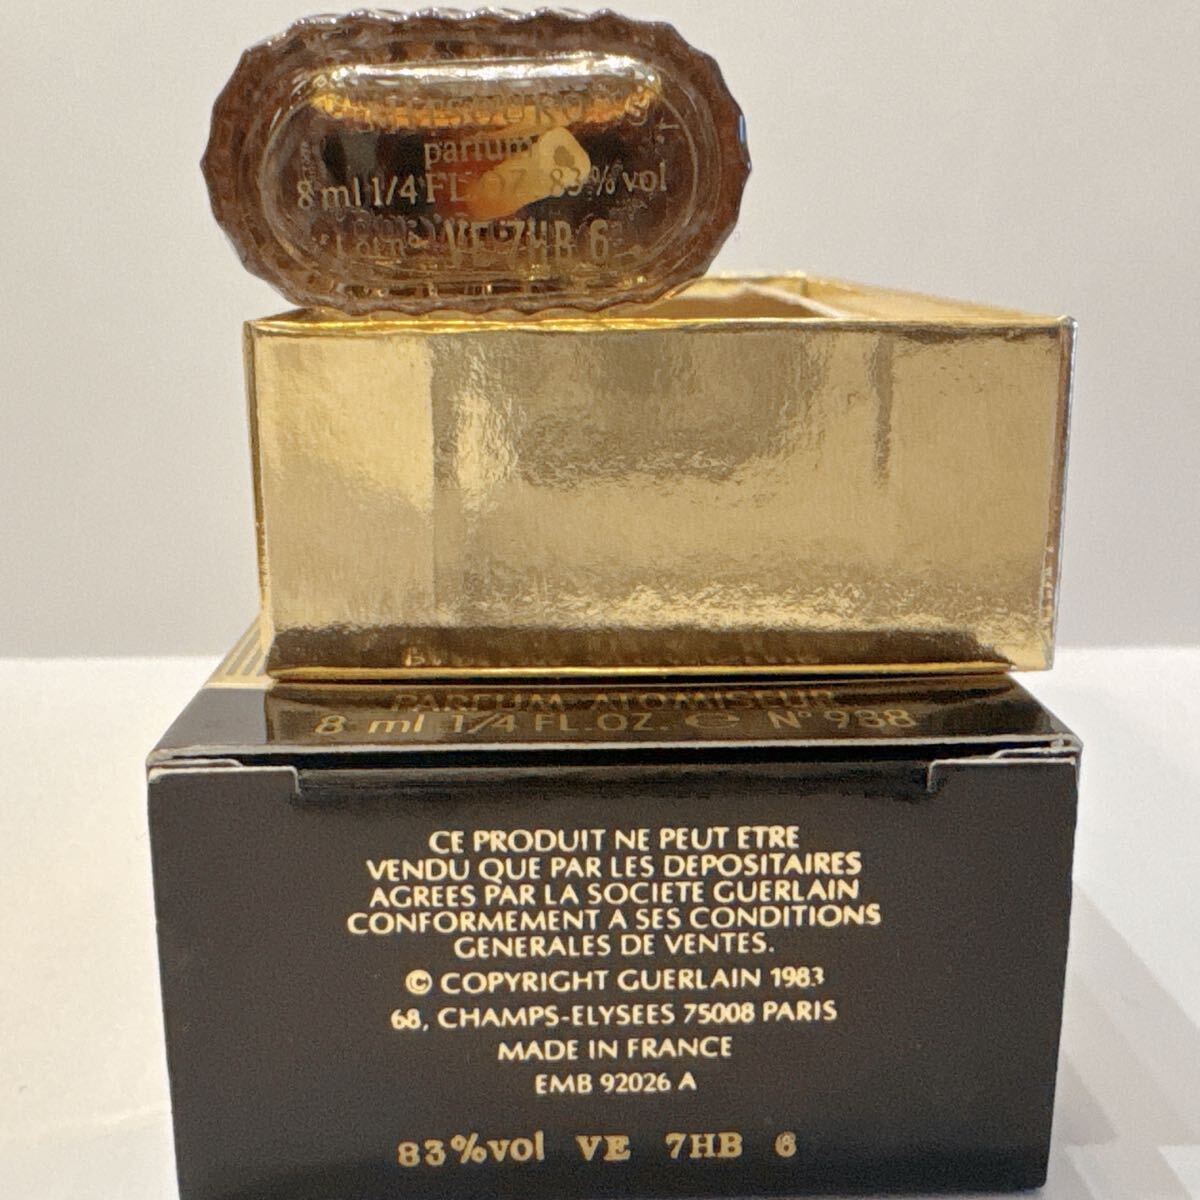 parfum
8 ml 1/4 FL.OZ. 83% vol
VE 7HB 6
PARFUM ATOMISEUR
8 ml 1/4 FL.OZ. e N° 938
CE PRODUIT NE PEUT ETRE
VENDU QUE PAR LES DEPOSITAIRES
AGREES PAR LA SOCIETE GUERLAIN
CONFORMEMENT A SES CONDITIONS
GENERALES DE VENTES.
© COPYRIGHT GUERLAIN 1983
68, CHAMPS-ELYSEES 75008 PARIS
MADE IN FRANCE
EMB 92026 A
83%vol VE 7HB 6